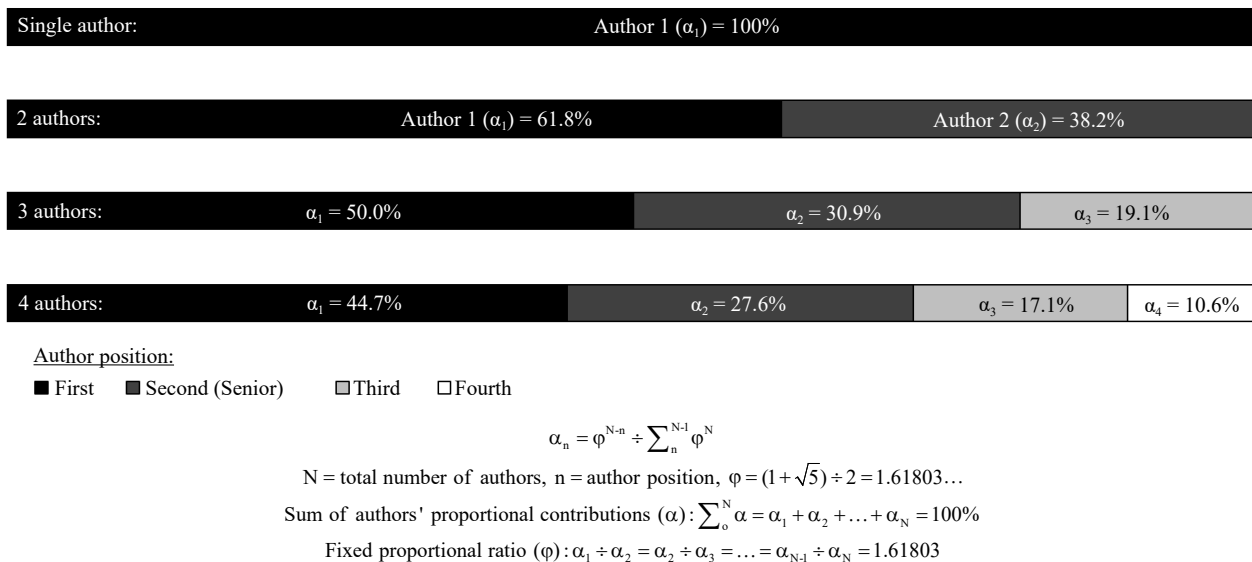 Single author: Author 1 (α₁) = 100%
2 authors: Author 1 (α₁) = 61.8% Author 2 (α₂) = 38.2%
3 authors: α₁ = 50.0% α₂ = 30.9% α₃ = 19.1%
4 authors: α₁ = 44.7% α₂ = 27.6% α₃ = 17.1% α₄ = 10.6%
Author position:
First Second (Senior) Third Fourth
αₙ = φ^(N-n) ÷ ∑ₙ^(N-1) φ^N
N = total number of authors, n = author position, φ = (1 + √5) ÷ 2 = 1.61803…
Sum of authors' proportional contributions (α): ∑ₒ^N α = α₁ + α₂ + … + α_N = 100%
Fixed proportional ratio (φ): α₁ ÷ α₂ = α₂ ÷ α₃ = … = α_(N-1) ÷ α_N = 1.61803